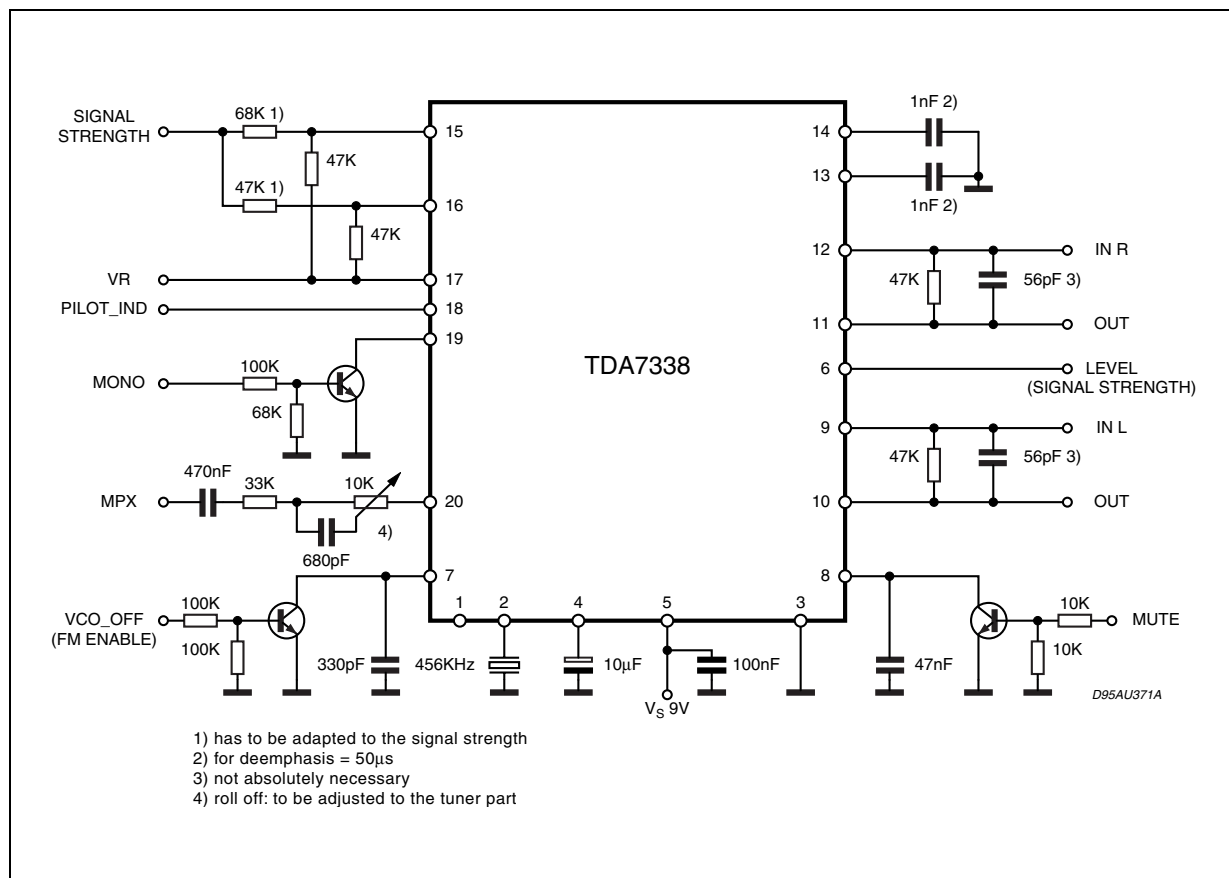 SIGNAL
STRENGTH
68K 1)
15
47K
47K 1)
16
47K
VR
17
PILOT_IND
18
19
MONO
100K
68K
MPX
470nF
33K
10K
20
4)
680pF
7
VCO_OFF
(FM ENABLE)
100K
100K
330pF
TDA7338
1
2
4
5
3
456KHz
10µF
100nF
VS 9V
1nF 2)
14
13
1nF 2)
12
IN R
47K
56pF 3)
11
OUT
6
LEVEL
(SIGNAL STRENGTH)
9
IN L
47K
56pF 3)
10
OUT
8
10K
MUTE
10K
47nF
D95AU371A
1) has to be adapted to the signal strength
2) for deemphasis = 50µs
3) not absolutely necessary
4) roll off: to be adjusted to the tuner part